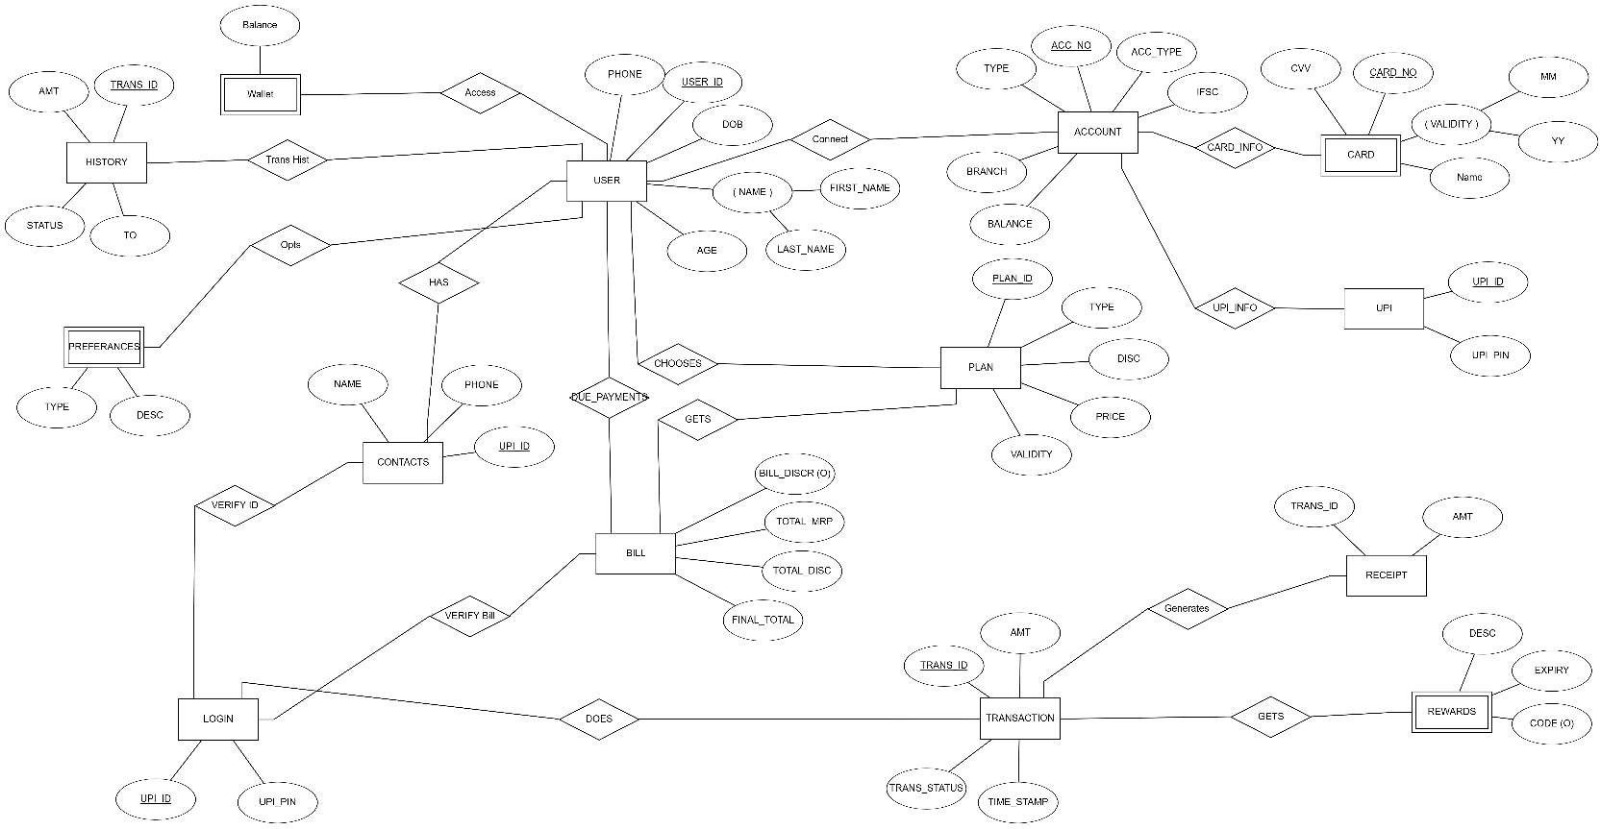 Balance
Wallet
Access
AMT
TRANS_ID
HISTORY
Trans Hist
STATUS
TO
Opts
PREFERANCES
TYPE
DESC
PHONE
USER_ID
DOB
USER
( NAME )
FIRST_NAME
LAST_NAME
AGE
Connect
TYPE
ACC_NO
ACC_TYPE
IFSC
ACCOUNT
BRANCH
BALANCE
CARD_INFO
CVV
CARD_NO
( VALIDITY )
MM
YY
CARD
Name
UPI_INFO
UPI
UPI_ID
UPI_PIN
HAS
NAME
PHONE
CONTACTS
UPI_ID
DUE_PAYMENTS
CHOOSES
GETS
PLAN_ID
TYPE
PLAN
DISC
PRICE
VALIDITY
VERIFY ID
BILL_DISCR (O)
TOTAL_MRP
BILL
TOTAL_DISC
FINAL_TOTAL
VERIFY Bill
LOGIN
UPI_ID
UPI_PIN
DOES
TRANS_ID
AMT
TRANSACTION
TRANS_STATUS
TIME_STAMP
Generates
TRANS_ID
AMT
RECEIPT
GETS
DESC
EXPIRY
REWARDS
CODE (O)